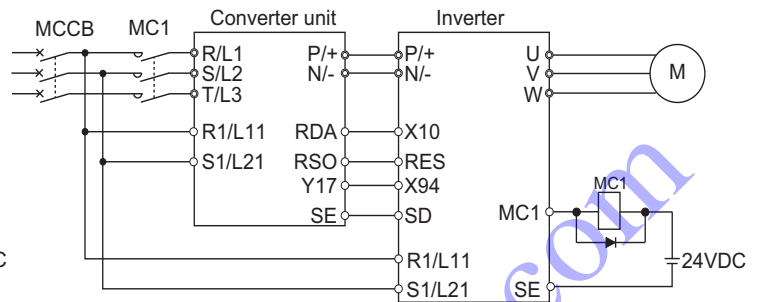 Converter unit
Inverter
MCCB
MC1
R/L1
S/L2
T/L3
R1/L11
S1/L21
P/+
N/-
RDA
RSO
Y17
SE
P/+
N/-
X10
RES
X94
SD
R1/L11
S1/L21
U
V
W
MC1
SE
M
MC1
24VDC
C
com